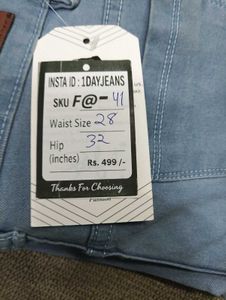 INSTA ID : 1DAYJEANS
SKU F@-41
Waist Size 28
Hip 32
(inches) Rs. 499 /-
Thanks For Choosing